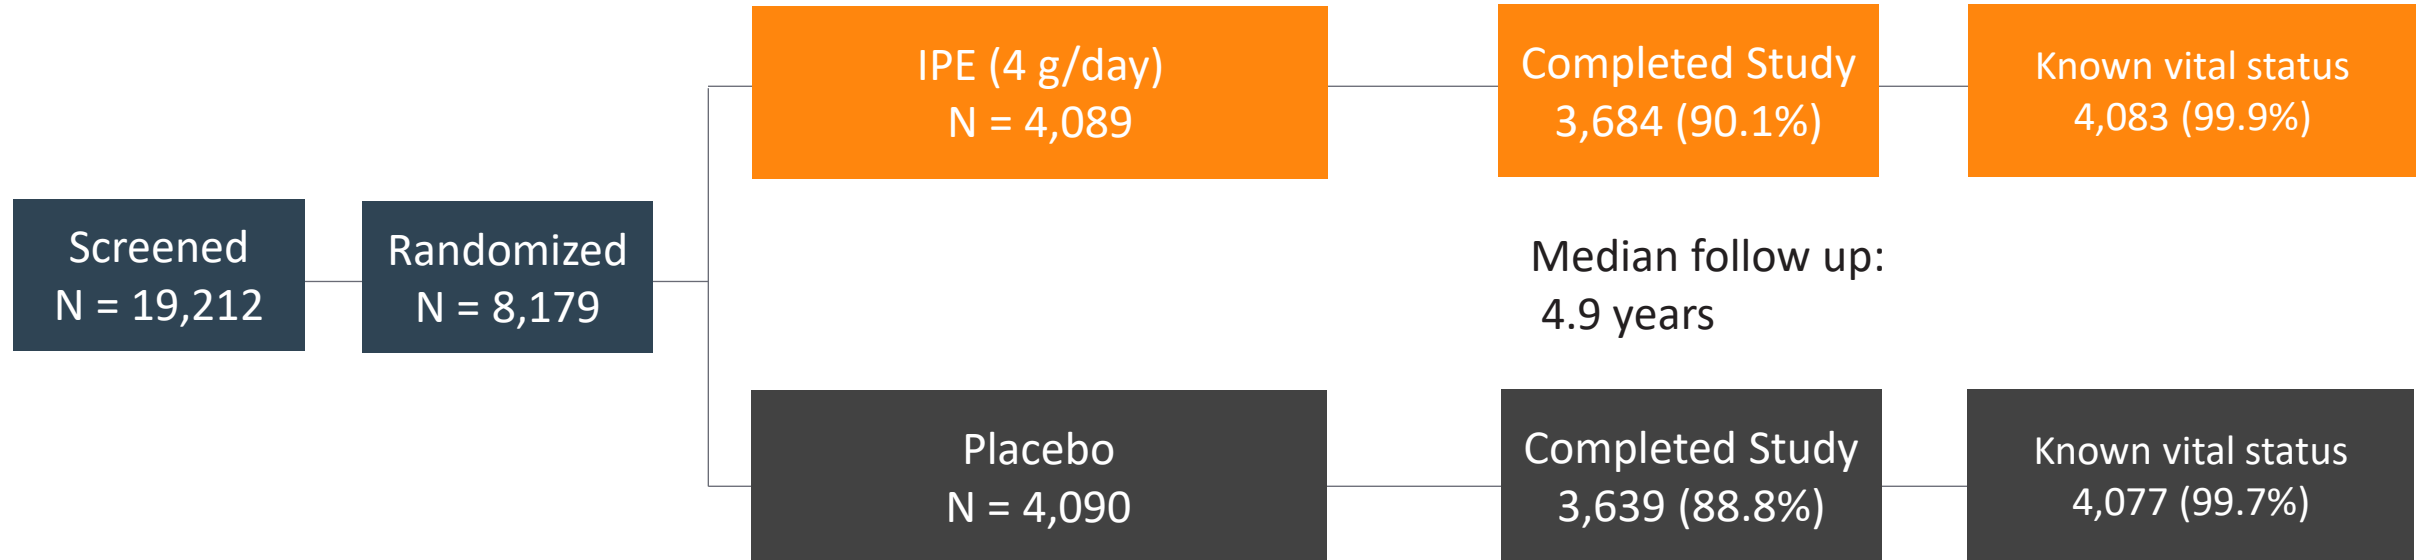 Screened
N = 19,212
Randomized
N = 8,179
IPE (4 g/day)
N = 4,089
Completed Study
3,684 (90.1%)
Known vital status
4,083 (99.9%)
Median follow up:
4.9 years
Placebo
N = 4,090
Completed Study
3,639 (88.8%)
Known vital status
4,077 (99.7%)